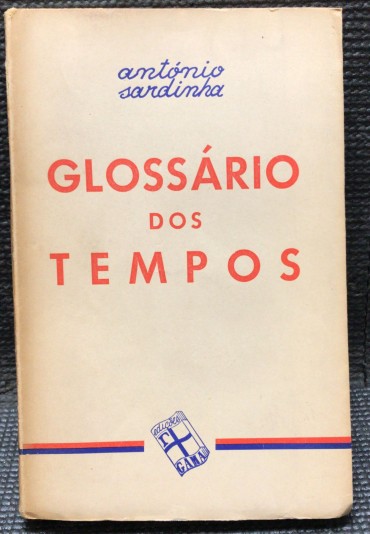 antónio
sardinha
GLOSSÁRIO
DOS
TEMPOS
edições
GAMA